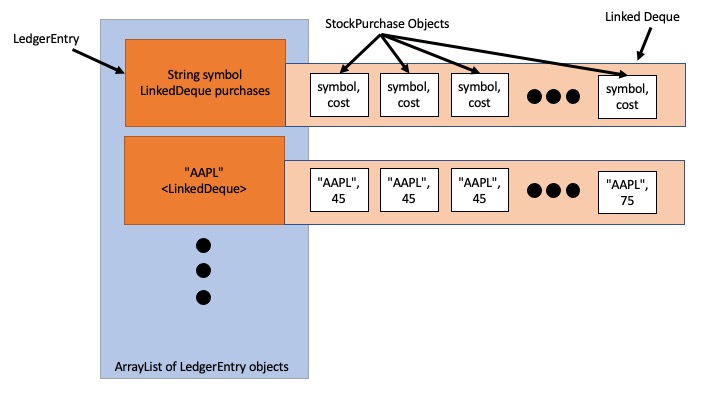 StockPurchase Objects
Linked Deque
LedgerEntry
String symbol
LinkedDeque purchases
symbol,
cost
symbol,
cost
symbol,
cost
symbol,
cost
"AAPL"
<LinkedDeque>
"AAPL",
45
"AAPL",
45
"AAPL",
45
"AAPL",
75
ArrayList of LedgerEntry objects